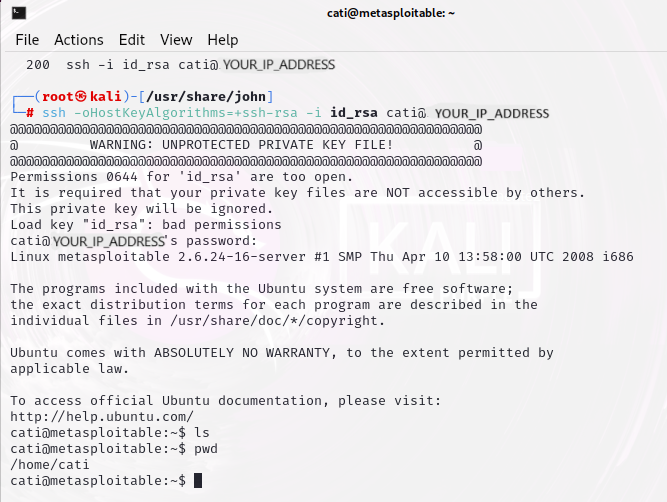 cati@metasploitable: ~
File Actions Edit View Help
200 ssh -i id_rsa cati@ YOUR_IP_ADDRESS
┌──(root㉿kali)-[/usr/share/john]
└─# ssh -oHostKeyAlgorithms=+ssh-rsa -i id_rsa cati@ YOUR_IP_ADDRESS
@@@@@@@@@@@@@@@@@@@@@@@@@@@@@@@@@@@@@@@@@@@@@@@@@@@@@@@@@@@
@         WARNING: UNPROTECTED PRIVATE KEY FILE!          @
@@@@@@@@@@@@@@@@@@@@@@@@@@@@@@@@@@@@@@@@@@@@@@@@@@@@@@@@@@@
Permissions 0644 for 'id_rsa' are too open.
It is required that your private key files are NOT accessible by others.
This private key will be ignored.
Load key "id_rsa": bad permissions
cati@YOUR_IP_ADDRESS's password:
Linux metasploitable 2.6.24-16-server #1 SMP Thu Apr 10 13:58:00 UTC 2008 i686
The programs included with the Ubuntu system are free software;
the exact distribution terms for each program are described in the
individual files in /usr/share/doc/*/copyright.
Ubuntu comes with ABSOLUTELY NO WARRANTY, to the extent permitted by
applicable law.
To access official Ubuntu documentation, please visit:
http://help.ubuntu.com/
cati@metasploitable:~$ ls
cati@metasploitable:~$ pwd
/home/cati
cati@metasploitable:~$
KALI